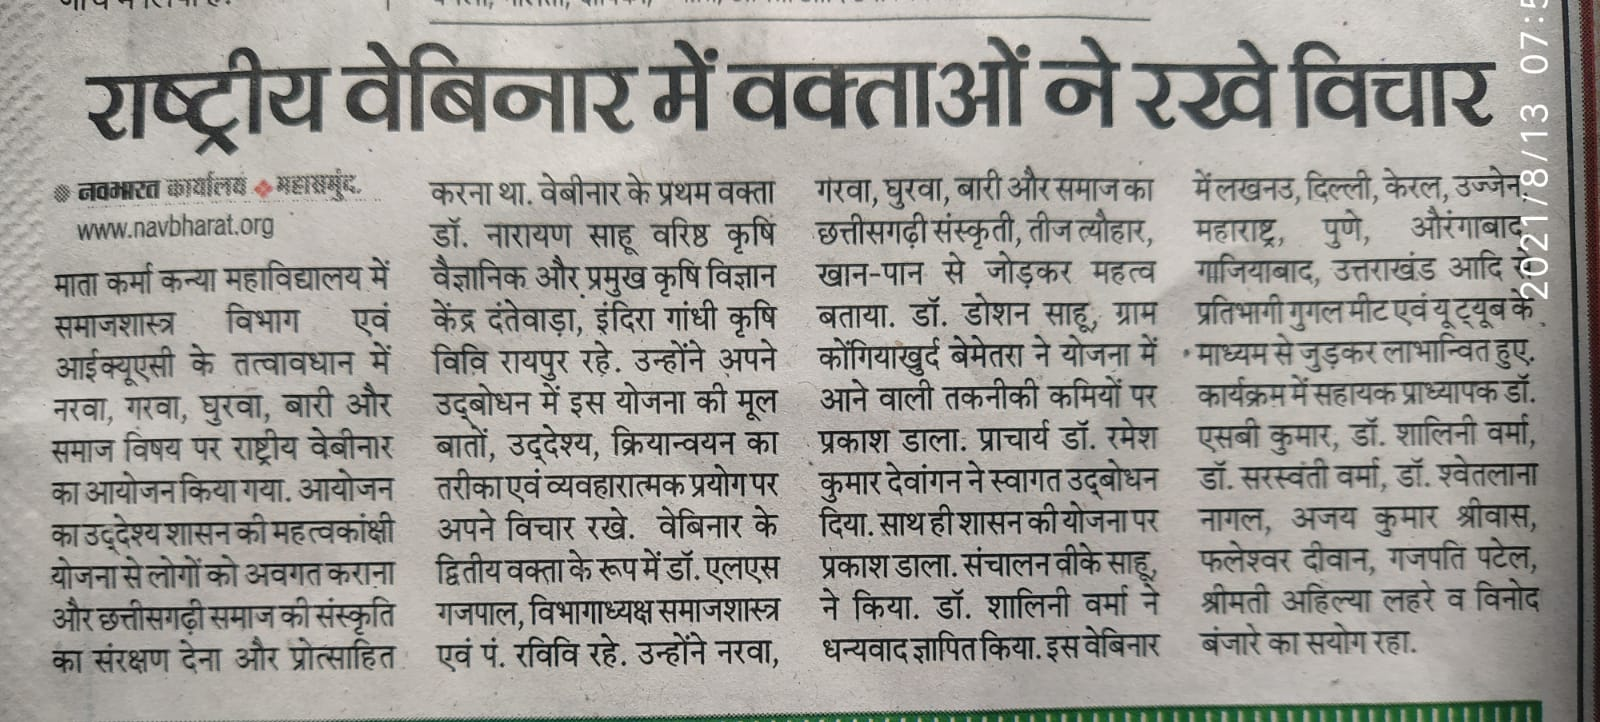 राष्ट्रीय वेबिनार में वक्ताओं ने रखे विचार
नवभारत कार्यालय महासमुंद.
www.navbharat.org
माता कर्मा कन्या महाविद्यालय में
समाजशास्त्र विभाग एवं
आईक्यूएसी के तत्वावधान में
नरवा, गरवा, घुरवा, बारी और
समाज विषय पर राष्ट्रीय वेबीनार
का आयोजन किया गया. आयोजन
का उद्देश्य शासन की महत्वकांक्षी
योजना से लोगों को अवगत कराना
और छत्तीसगढ़ी समाज की संस्कृति
का संरक्षण देना और प्रोत्साहित
करना था. वेबीनार के प्रथम वक्ता
डॉ. नारायण साहू वरिष्ठ कृषि
वैज्ञानिक और प्रमुख कृषि विज्ञान
केंद्र दंतेवाड़ा, इंदिरा गांधी कृषि
विवि रायपुर रहे. उन्होंने अपने
उद्बोधन में इस योजना की मूल
बातों, उद्देश्य, क्रियान्वयन का
तरीका एवं व्यवहारात्मक प्रयोग पर
अपने विचार रखे. वेबिनार के
द्वितीय वक्ता के रूप में डॉ. एलएस
गजपाल, विभागाध्यक्ष समाजशास्त्र
एवं पं. रविवि रहे. उन्होंने नरवा,
गरवा, घुरवा, बारी और समाज का
छत्तीसगढ़ी संस्कृती, तीज त्यौहार,
खान-पान से जोड़कर महत्व
बताया. डॉ. डोशन साहू, ग्राम
कोंगियाखुर्द बेमेतरा ने योजना में
आने वाली तकनीकी कमियों पर
प्रकाश डाला. प्राचार्य डॉ. रमेश
कुमार देवांगन ने स्वागत उद्बोधन
दिया. साथ ही शासन की योजना पर
प्रकाश डाला. संचालन वीके साहू,
ने किया. डॉ. शालिनी वर्मा ने
धन्यवाद ज्ञापित किया. इस वेबिनार
में लखनउ, दिल्ली, केरल, उज्जेन,
महाराष्ट्र, पुणे, औरंगाबाद,
गाजियाबाद, उत्तराखंड आदि से
प्रतिभागी गुगल मीट एवं यू ट्यूब के
माध्यम से जुड़कर लाभान्वित हुए.
कार्यक्रम में सहायक प्राध्यापक डॉ.
एसबी कुमार, डॉ. शालिनी वर्मा,
डॉ. सरस्वंती वर्मा, डॉ. श्वेतलाना
नागल, अजय कुमार श्रीवास,
फलेश्वर दीवान, गजपति पटेल,
श्रीमती अहिल्या लहरे व विनोद
बंजारे का सयोग रहा.
2021/8/13